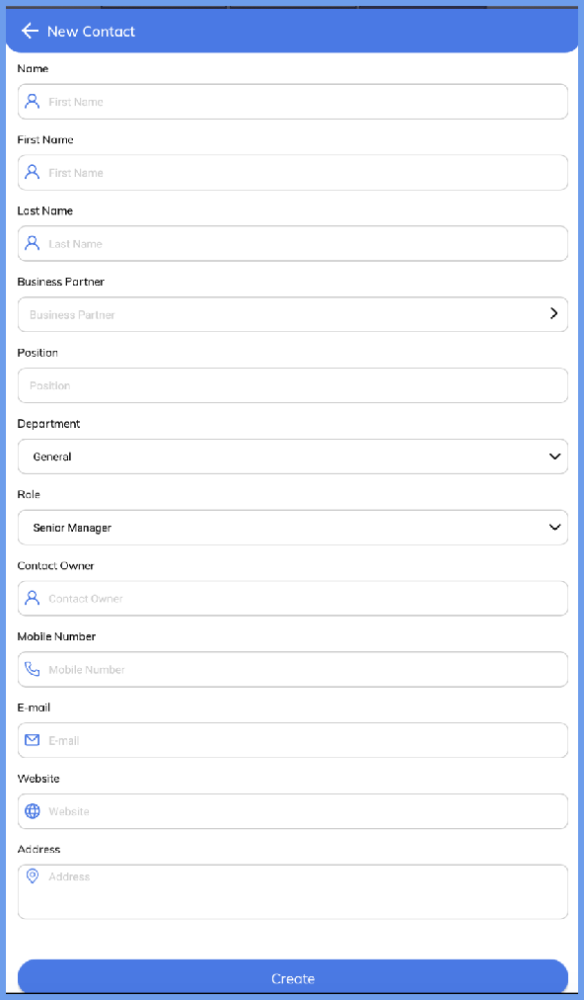 New Contact
Name
First Name
First Name
First Name
Last Name
Last Name
Business Partner
Business Partner
Position
Position
Department
General
Role
Senior Manager
Contact Owner
Contact Owner
Mobile Number
Mobile Number
E-mail
E-mail
Website
Website
Address
Address
Create